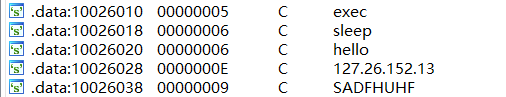 's' .data:10026010 00000005 C exec
's' .data:10026018 00000006 C sleep
's' .data:10026020 00000006 C hello
's' .data:10026028 0000000E C 127.26.152.13
's' .data:10026038 00000009 C SADFHUHF